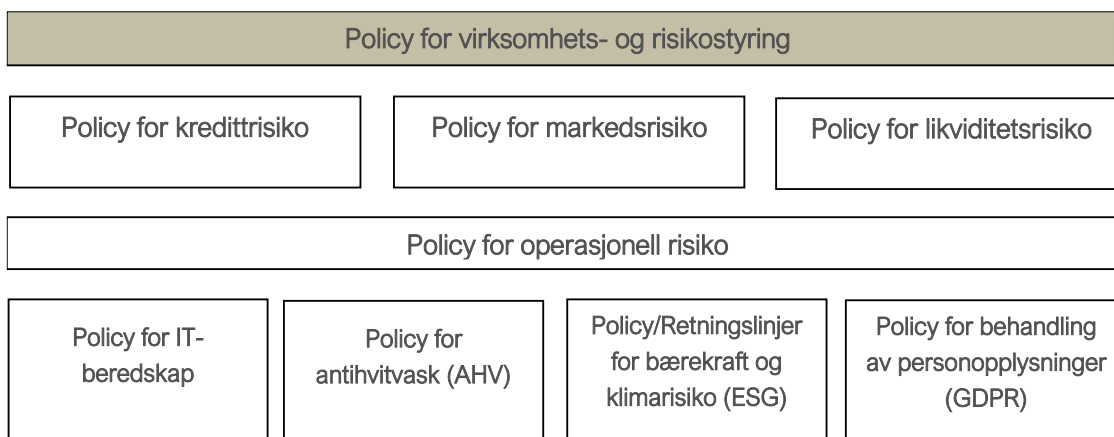 Policy for virksomhets- og risikostyring
Policy for kredittrisiko
Policy for markedsrisiko
Policy for likviditetsrisiko
Policy for operasjonell risiko
Policy for IT-
beredskap
Policy for
antihvitvask (AHV)
Policy/Retningslinjer
for bærekraft og
klimarisiko (ESG)
Policy for behandling
av personopplysninger
(GDPR)